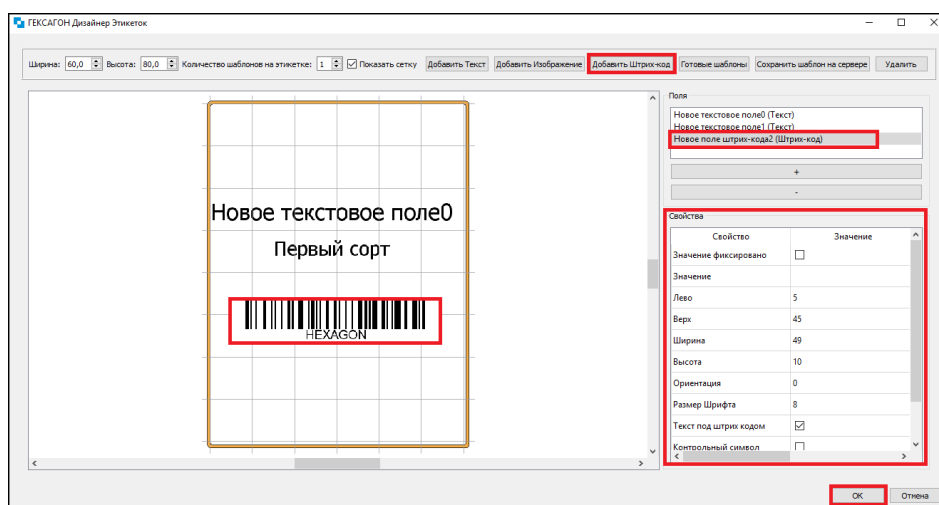 ГЕКСАГОН Дизайнер Этикеток
Ширина: 60,0 Высота: 80,0 Количество шаблонов на этикетке: 1 Показать сетку Добавить Текст Добавить Изображение Добавить Штрих-код Готовые шаблоны Сохранить шаблон на сервере Удалить
Новое текстовое поле0
Первый сорт
HEXAGON
Поля
Новое текстовое поле0 (Текст)
Новое текстовое поле1 (Текст)
Новое поле штрих-кода2 (Штрих-код)
+
-
Свойства
Свойство Значение
Значение фиксировано
Значение
Лево 5
Верх 45
Ширина 49
Высота 10
Ориентация 0
Размер Шрифта 8
Текст под штрих кодом
Контрольный символ
OK Отмена